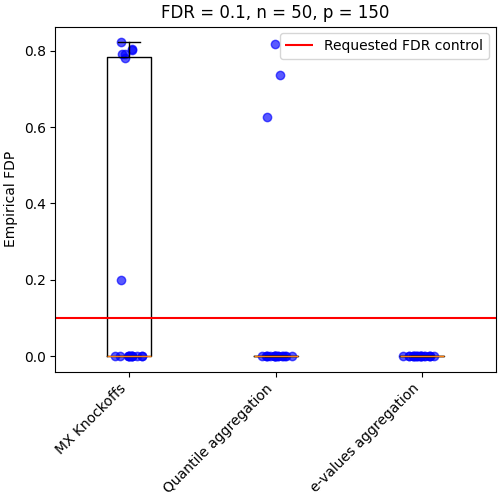 FDR = 0.1, n = 50, p = 150
Requested FDR control
Empirical FDP
0.8
0.6
0.4
0.2
0.0
MX Knockoffs
Quantile aggregation
e-values aggregation